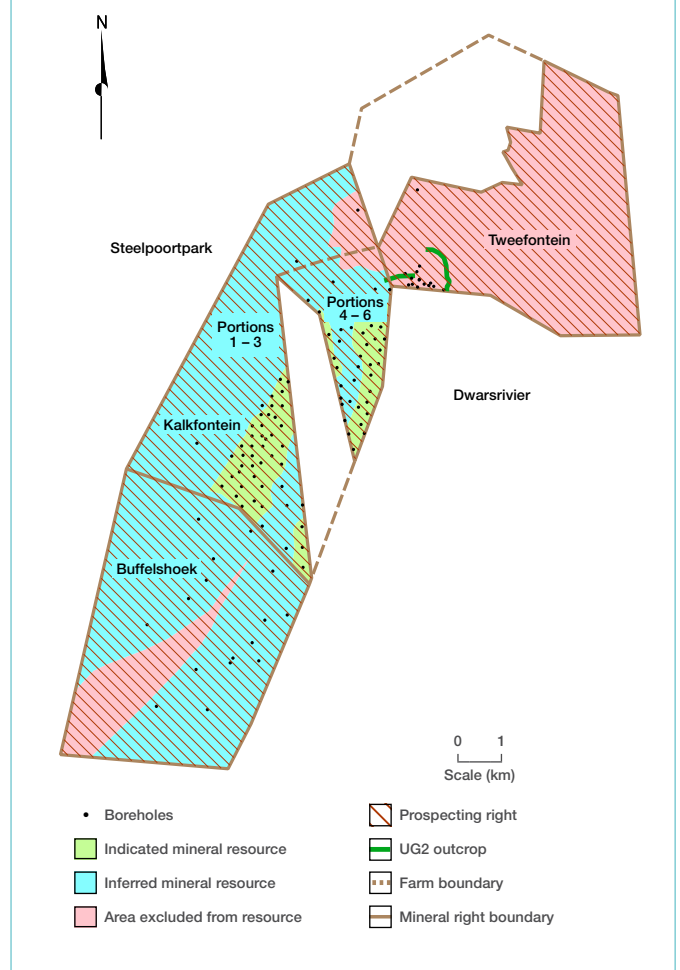 N
Steelpoortpark
Tweefontein
Portions
4 – 6
Portions
1 – 3
Dwarsrivier
Kalkfontein
Buffelshoek
0 1
Scale (km)
Boreholes
Indicated mineral resource
Inferred mineral resource
Area excluded from resource
Prospecting right
UG2 outcrop
Farm boundary
Mineral right boundary